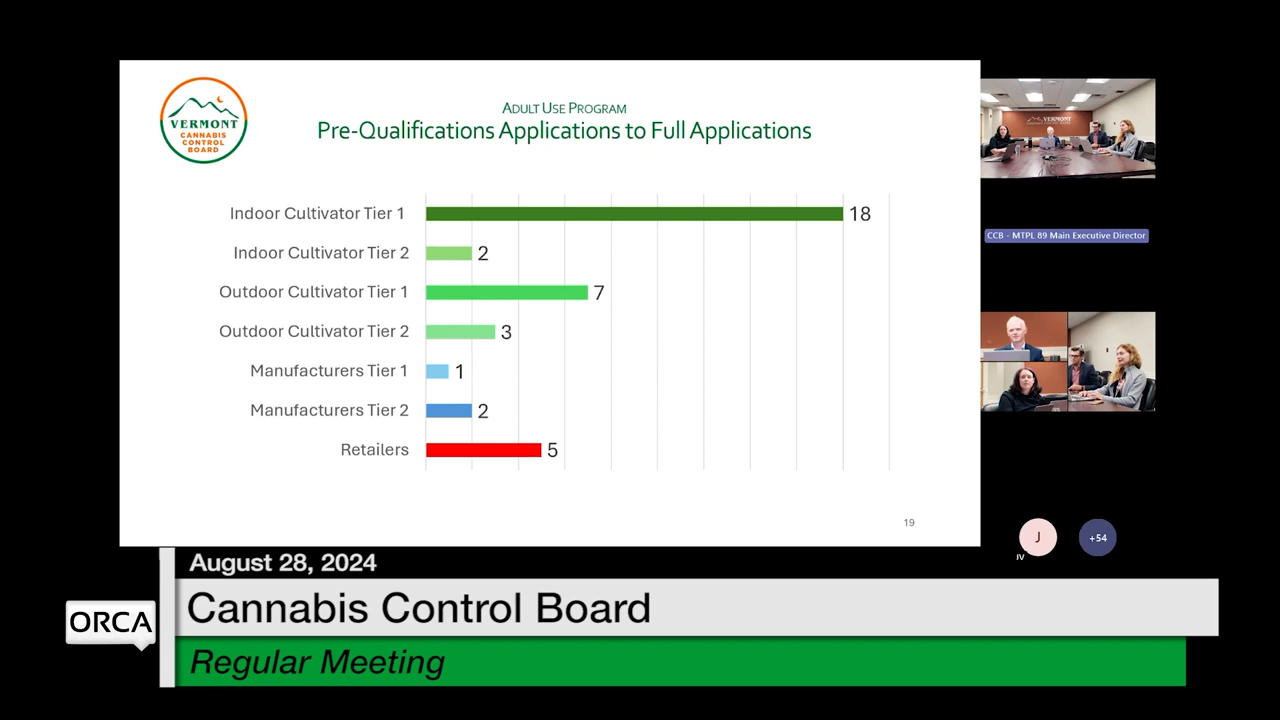 VERMONT
CANNABIS
CONTROL
BOARD
ADULT USE PROGRAM
Pre-Qualifications Applications to Full Applications
Indoor Cultivator Tier 1 18
Indoor Cultivator Tier 2 2
Outdoor Cultivator Tier 1 7
Outdoor Cultivator Tier 2 3
Manufacturers Tier 1 1
Manufacturers Tier 2 2
Retailers 5
19
VERMONT
CCB - MTPL 89 Main Executive Director
J
+54
JV
August 28, 2024
ORCA
Cannabis Control Board
Regular Meeting